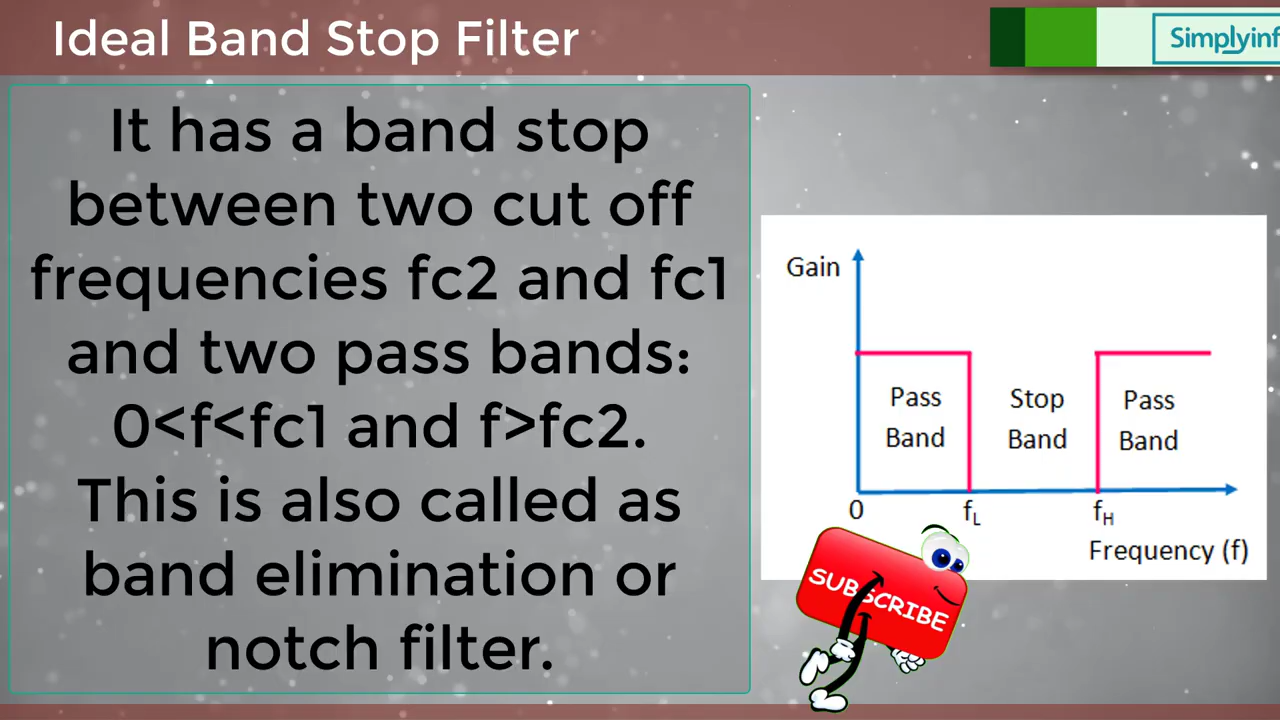 Ideal Band Stop Filter
Simplyinf
It has a band stop
between two cut off
frequencies fc2 and fc1
and two pass bands:
0<f<fc1 and f>fc2.
This is also called as
band elimination or
notch filter.
Gain
Pass Band
Stop Band
Pass Band
0
fL
fH
Frequency (f)
SUBSCRIBE